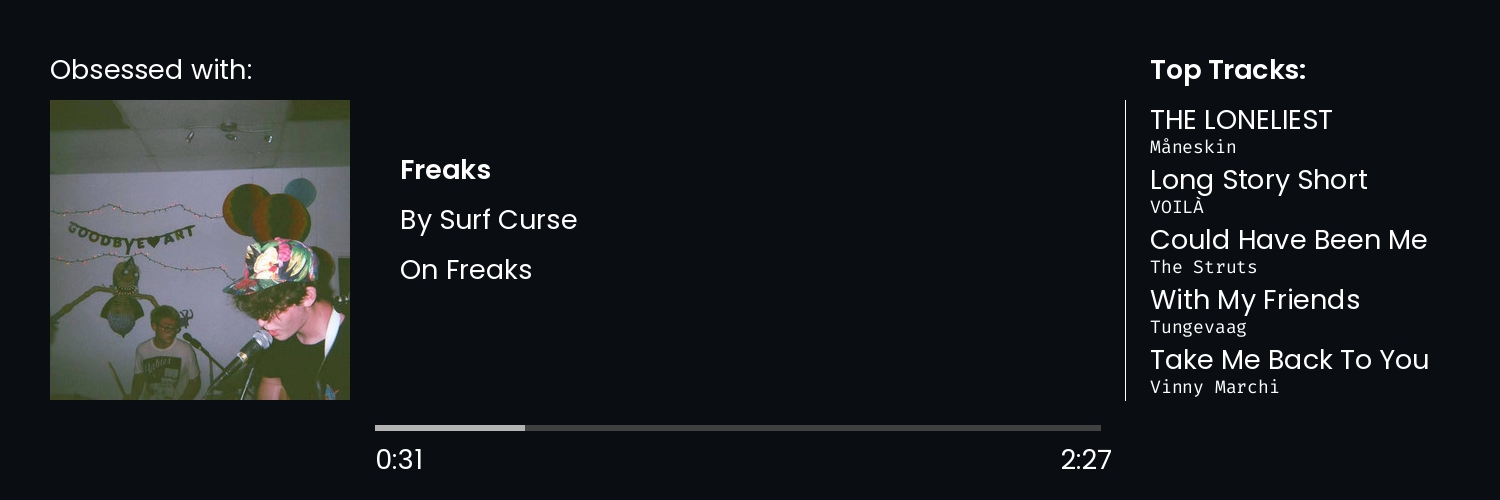 Obsessed with:
GOODBYE♥ART
Freaks
By Surf Curse
On Freaks
0:31
2:27
Top Tracks:
THE LONELIEST
Måneskin
Long Story Short
VOILÀ
Could Have Been Me
The Struts
With My Friends
Tungevaag
Take Me Back To You
Vinny Marchi